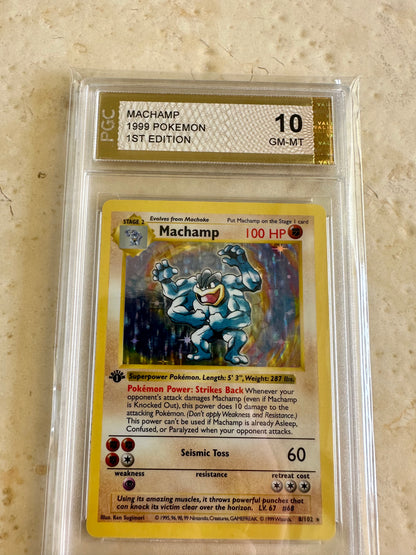 PGC
MACHAMP
1999 POKEMON
1ST EDITION
10
GM-MT
STAGE 2
Evolves from Machoke
Put Machamp on the Stage 1 card
Machamp
100 HP
1
Superpower Pokémon. Length: 5' 3", Weight: 287 lbs.
Pokémon Power: Strikes Back Whenever your
opponent's attack damages Machamp (even if Machamp
is Knocked Out), this power does 10 damage to the
attacking Pokémon. (Don't apply Weakness and Resistance.)
This power can't be used if Machamp is already Asleep,
Confused, or Paralyzed when your opponent attacks.
Seismic Toss
60
weakness
resistance
retreat cost
Using its amazing muscles, it throws powerful punches that
can knock its victim clear over the horizon. LV. 67 #68
Illus. Ken Sugimori
© 1995, 96, 98, 99 Nintendo, Creatures, GAMEFREAK. © 1999 Wizards.
8/102